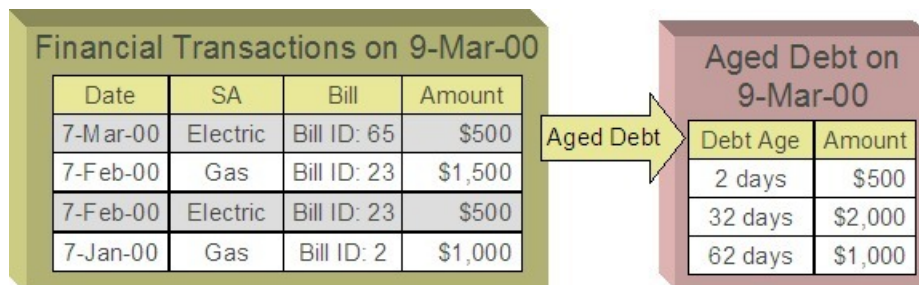 Financial Transactions on 9-Mar-00
Date SA Bill Amount
7-Mar-00 Electric Bill ID: 65 $500
7-Feb-00 Gas Bill ID: 23 $1,500
7-Feb-00 Electric Bill ID: 23 $500
7-Jan-00 Gas Bill ID: 2 $1,000
Aged Debt
Aged Debt on
9-Mar-00
Debt Age Amount
2 days $500
32 days $2,000
62 days $1,000